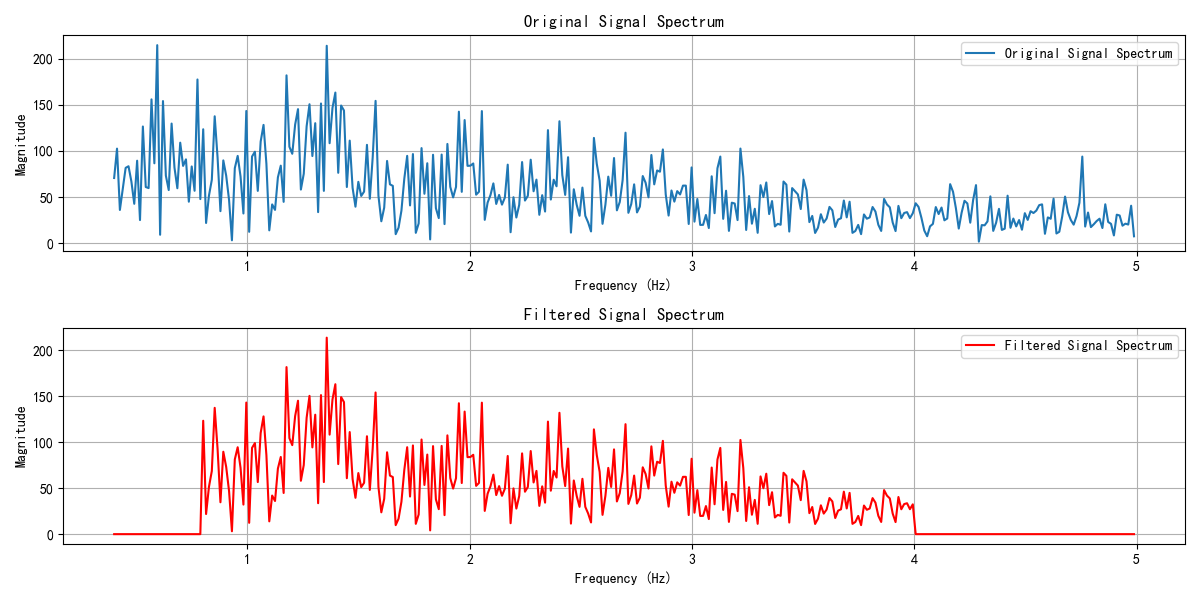 Original Signal Spectrum
Original Signal Spectrum
Magnitude
200
150
100
50
0
1
2
3
4
5
Frequency (Hz)
Filtered Signal Spectrum
Filtered Signal Spectrum
Magnitude
200
150
100
50
0
1
2
3
4
5
Frequency (Hz)